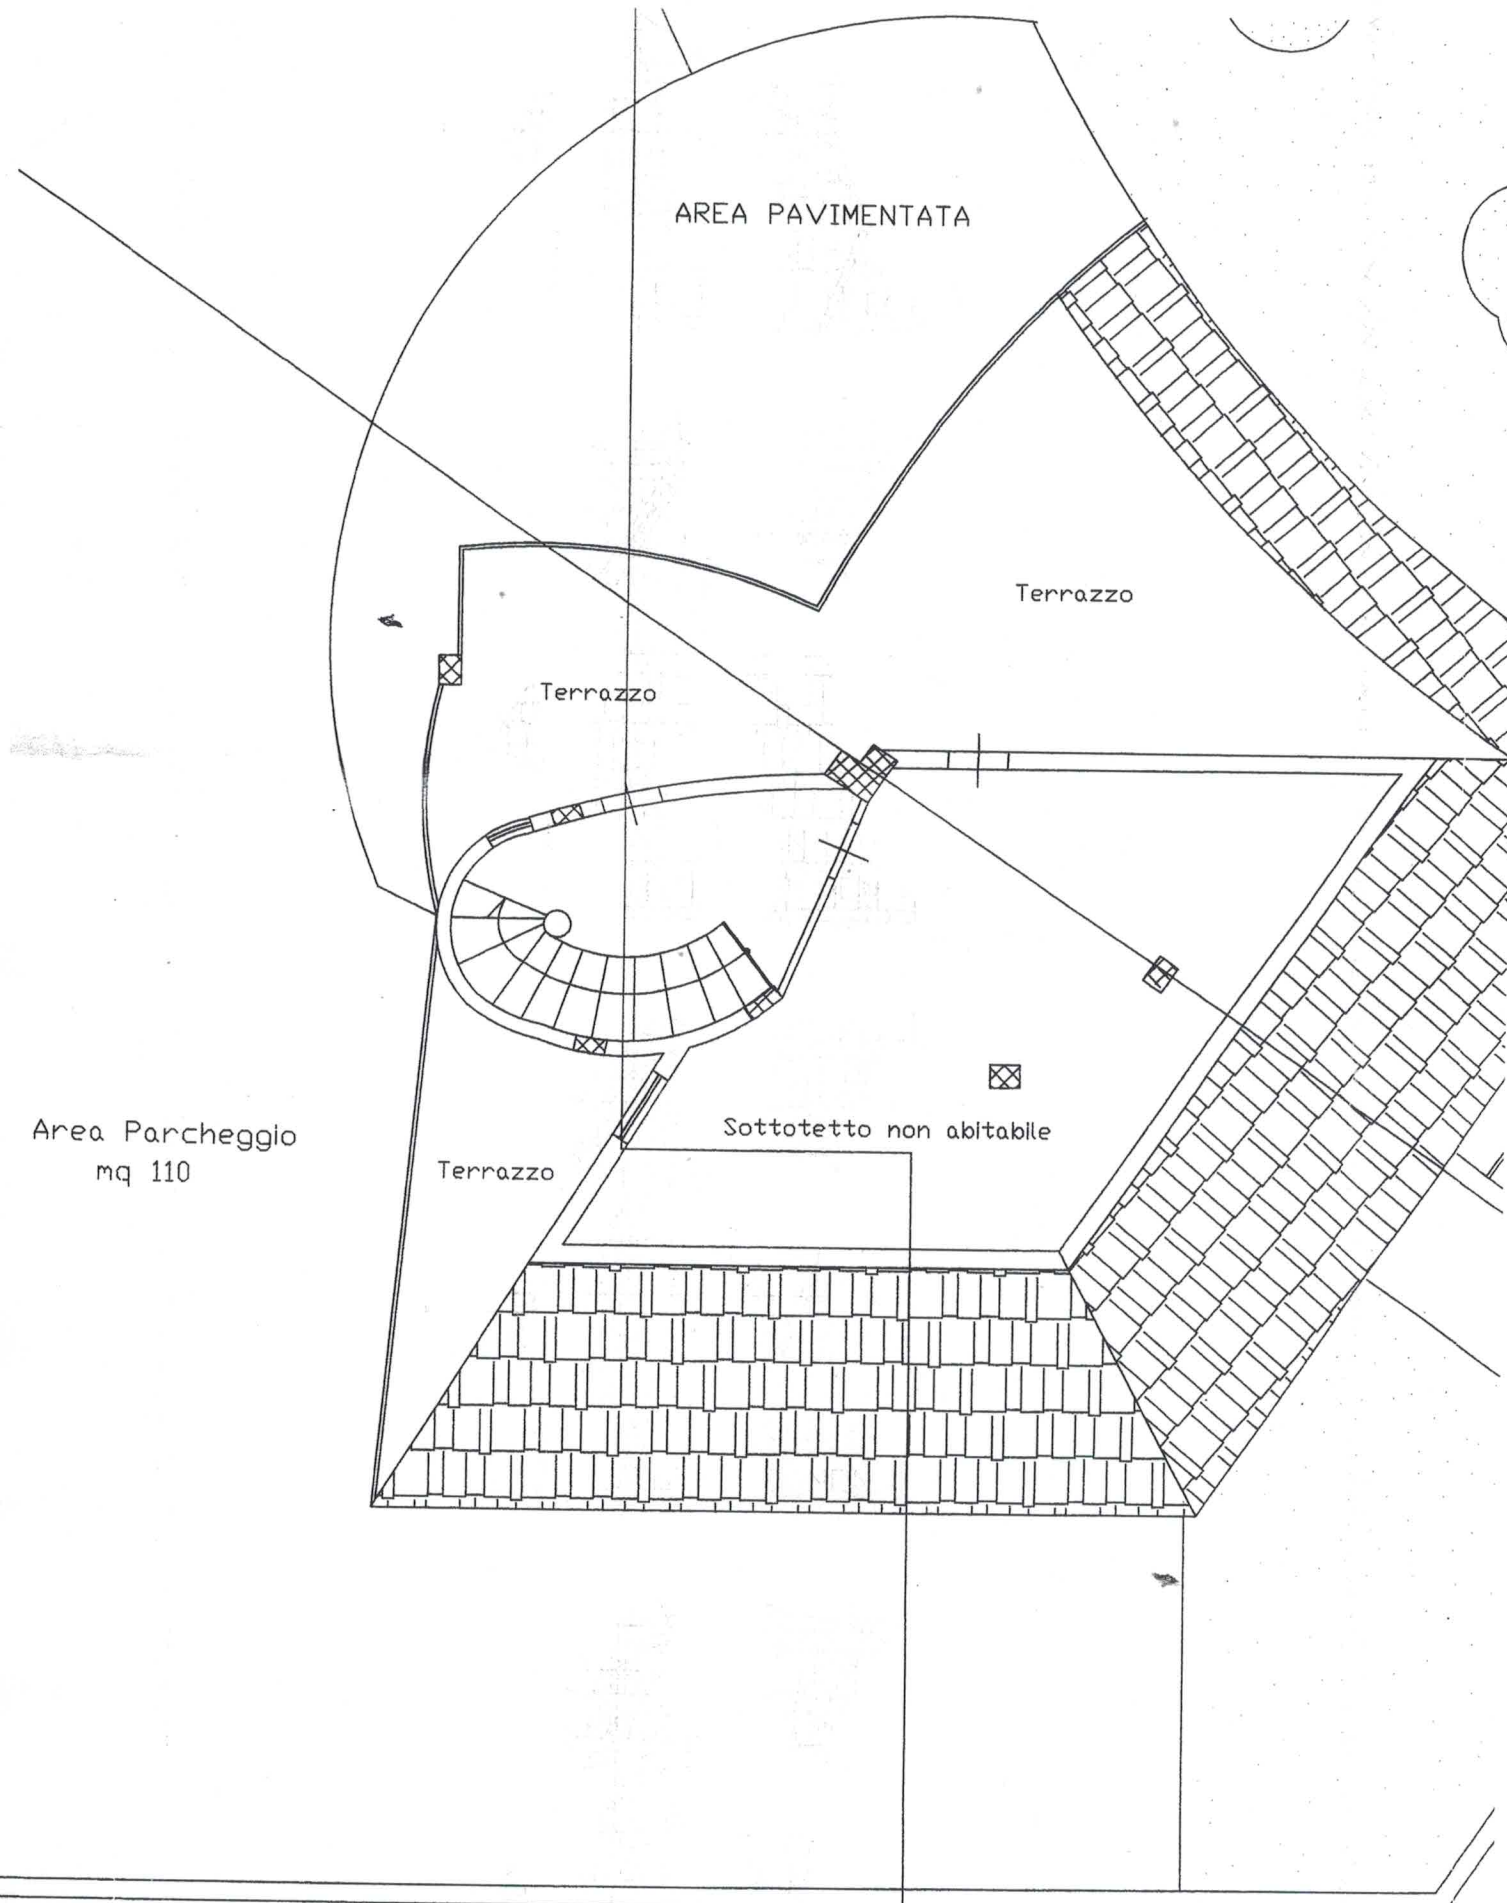 AREA PAVIMENTATA
Terrazzo
Terrazzo
Area Parcheggio
mq 110
Sottotetto non abitabile
Terrazzo